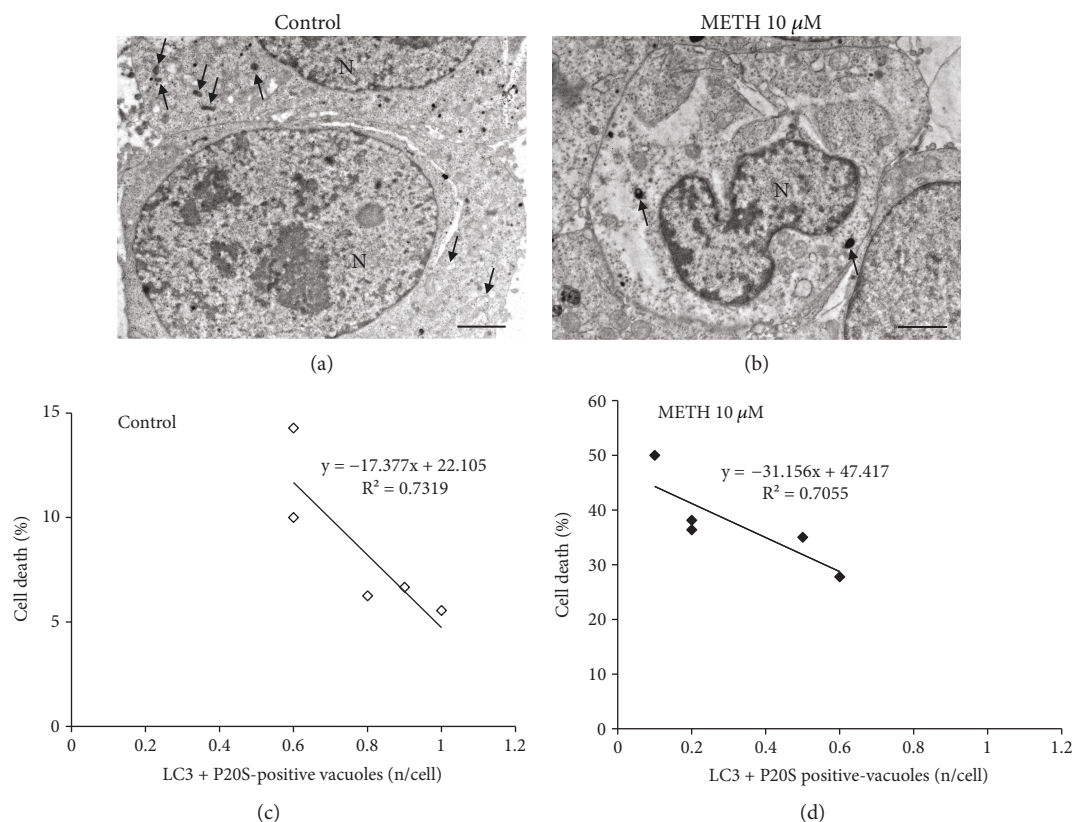 Control
METH 10 μM
N
N
N
(a)
(b)
15
10
5
0
Control
y = −17.377x + 22.105
R² = 0.7319
Cell death (%)
0 0.2 0.4 0.6 0.8 1 1.2
LC3 + P20S-positive vacuoles (n/cell)
(c)
60
50
40
30
20
10
0
METH 10 μM
y = −31.156x + 47.417
R² = 0.7055
Cell death (%)
0 0.2 0.4 0.6 0.8 1 1.2
LC3 + P20S positive-vacuoles (n/cell)
(d)